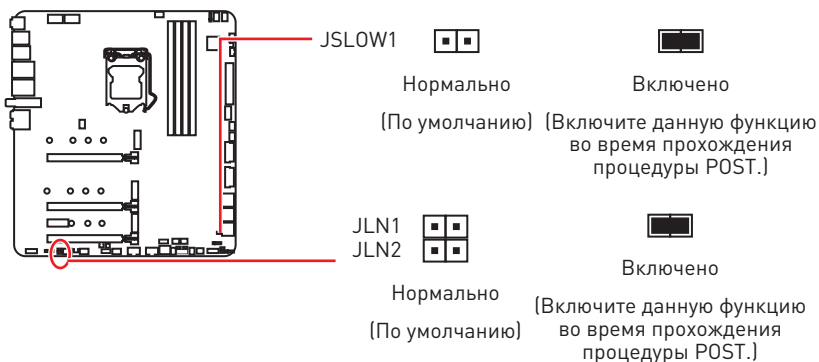 JSLOW1
Нормально
(По умолчанию)
Включено
(Включите данную функцию
во время прохождения
процедуры POST.)
JLN1
JLN2
Нормально
(По умолчанию)
Включено
(Включите данную функцию
во время прохождения
процедуры POST.)